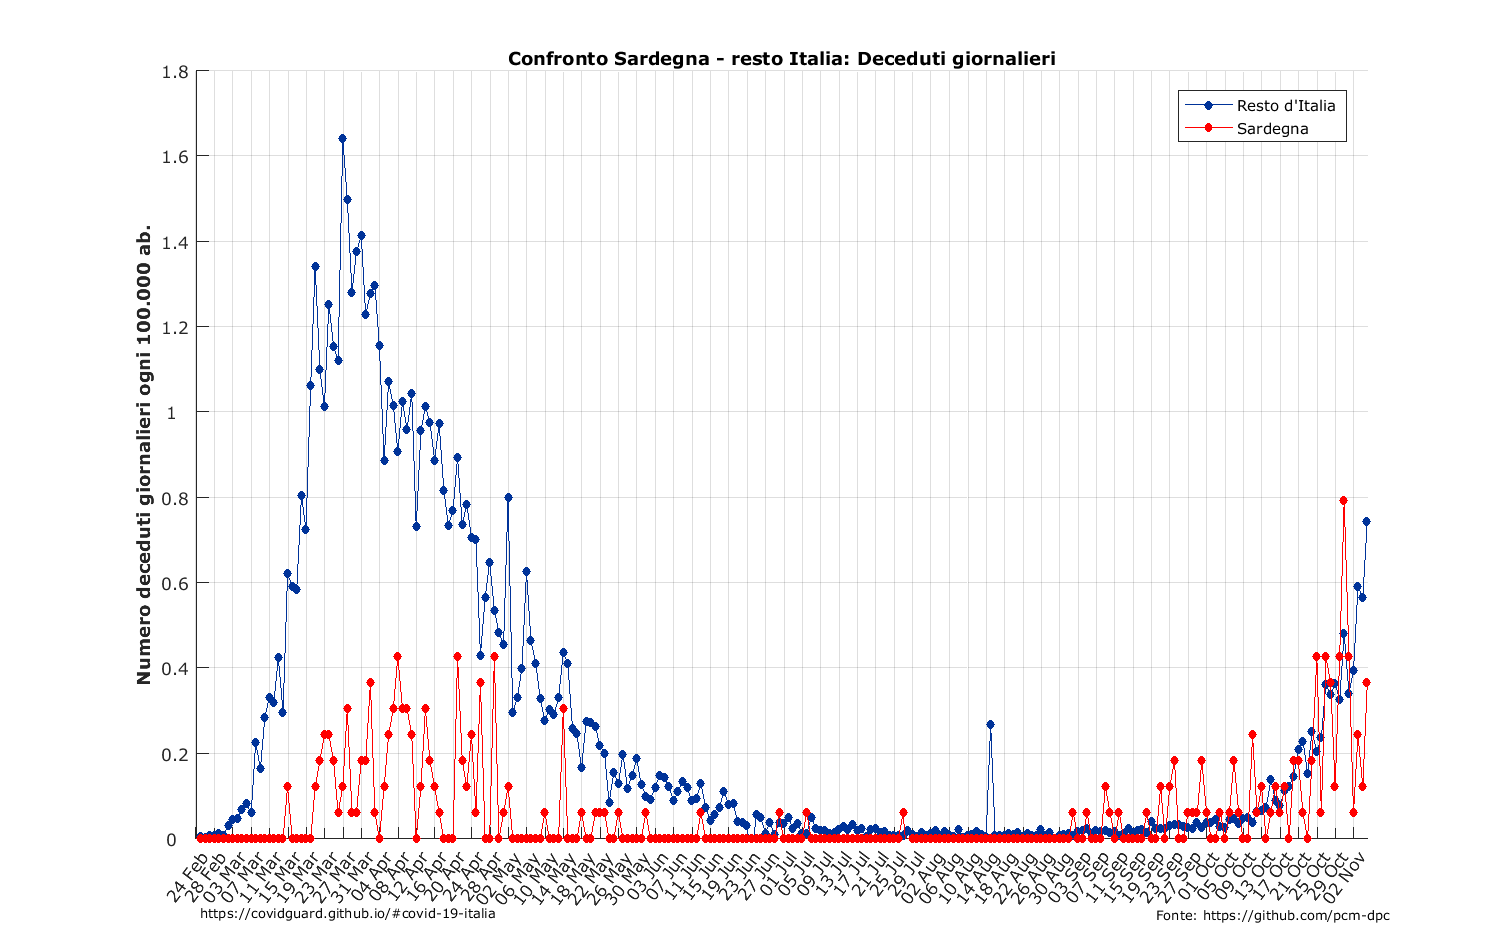 Confronto Sardegna - resto Italia: Deceduti giornalieri
Resto d'Italia
Sardegna
Numero deceduti giornalieri ogni 100.000 ab.
1.8
1.6
1.4
1.2
1
0.8
0.6
0.4
0.2
0
24 Feb
28 Feb
03 Mar
07 Mar
11 Mar
15 Mar
19 Mar
23 Mar
27 Mar
31 Mar
04 Apr
08 Apr
12 Apr
16 Apr
20 Apr
24 Apr
28 Apr
02 May
06 May
10 May
14 May
18 May
22 May
26 May
30 May
03 Jun
07 Jun
11 Jun
15 Jun
19 Jun
23 Jun
27 Jun
01 Jul
05 Jul
09 Jul
13 Jul
17 Jul
21 Jul
25 Jul
29 Jul
02 Aug
06 Aug
10 Aug
14 Aug
18 Aug
22 Aug
26 Aug
30 Aug
03 Sep
07 Sep
11 Sep
15 Sep
19 Sep
23 Sep
27 Sep
01 Oct
05 Oct
09 Oct
13 Oct
17 Oct
21 Oct
25 Oct
29 Oct
02 Nov
https://covidguard.github.io/#covid-19-italia
Fonte: https://github.com/pcm-dpc